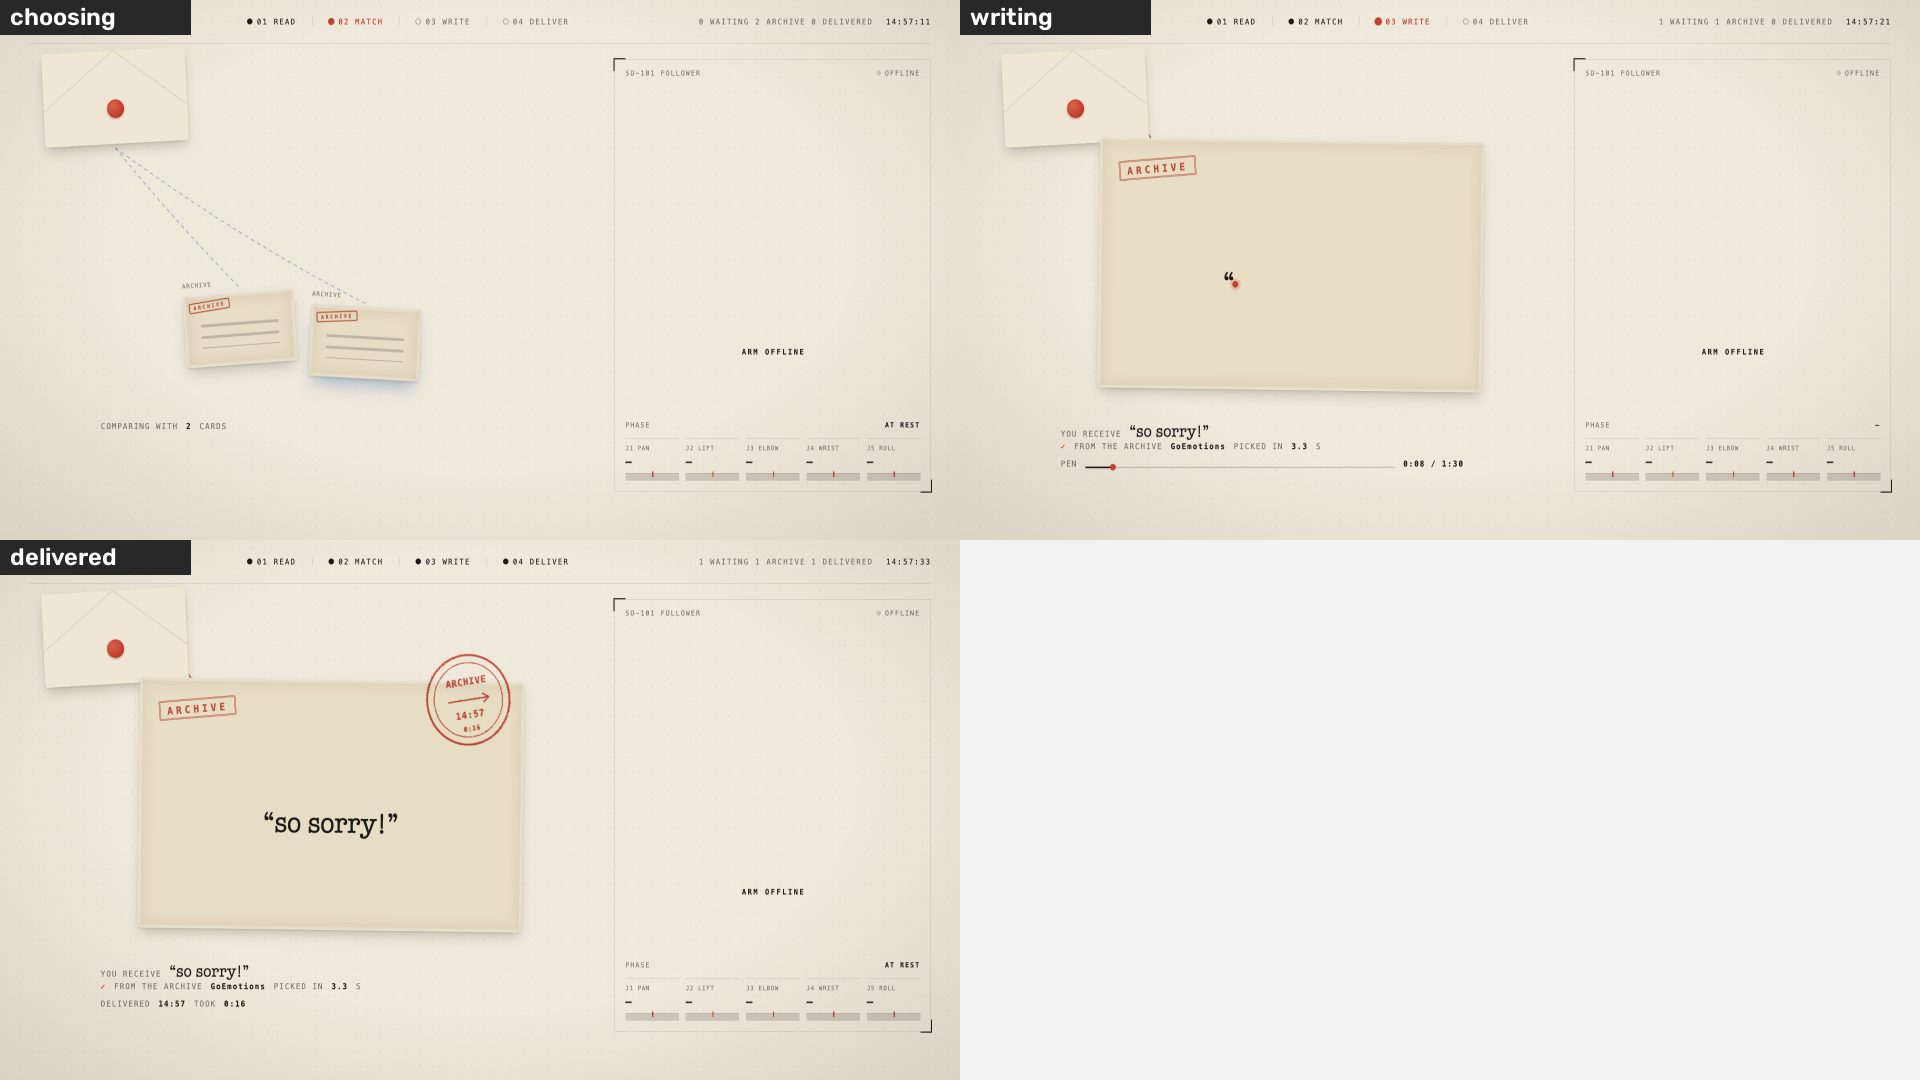 choosing
01 READ 02 MATCH 03 WRITE 04 DELIVER
0 WAITING 2 ARCHIVE 0 DELIVERED 14:57:11
ARCHIVE
ARCHIVE
ARCHIVE
ARCHIVE
COMPARING WITH 2 CARDS
SO-101 FOLLOWER
OFFLINE
ARM OFFLINE
PHASE
AT REST
J1 PAN J2 LIFT J3 ELBOW J4 WRIST J5 ROLL
– – – – –
writing
01 READ 02 MATCH 03 WRITE 04 DELIVER
1 WAITING 1 ARCHIVE 0 DELIVERED 14:57:21
ARCHIVE
“
YOU RECEIVE “so sorry!”
✓ FROM THE ARCHIVE GoEmotions PICKED IN 3.3 S
PEN 0:08 / 1:30
SO-101 FOLLOWER
OFFLINE
ARM OFFLINE
PHASE –
J1 PAN J2 LIFT J3 ELBOW J4 WRIST J5 ROLL
– – – – –
delivered
01 READ 02 MATCH 03 WRITE 04 DELIVER
1 WAITING 1 ARCHIVE 1 DELIVERED 14:57:33
ARCHIVE
ARCHIVE
14:57
0:16
“so sorry!”
YOU RECEIVE “so sorry!”
✓ FROM THE ARCHIVE GoEmotions PICKED IN 3.3 S
DELIVERED 14:57 TOOK 0:16
SO-101 FOLLOWER
OFFLINE
ARM OFFLINE
PHASE
AT REST
J1 PAN J2 LIFT J3 ELBOW J4 WRIST J5 ROLL
– – – – –